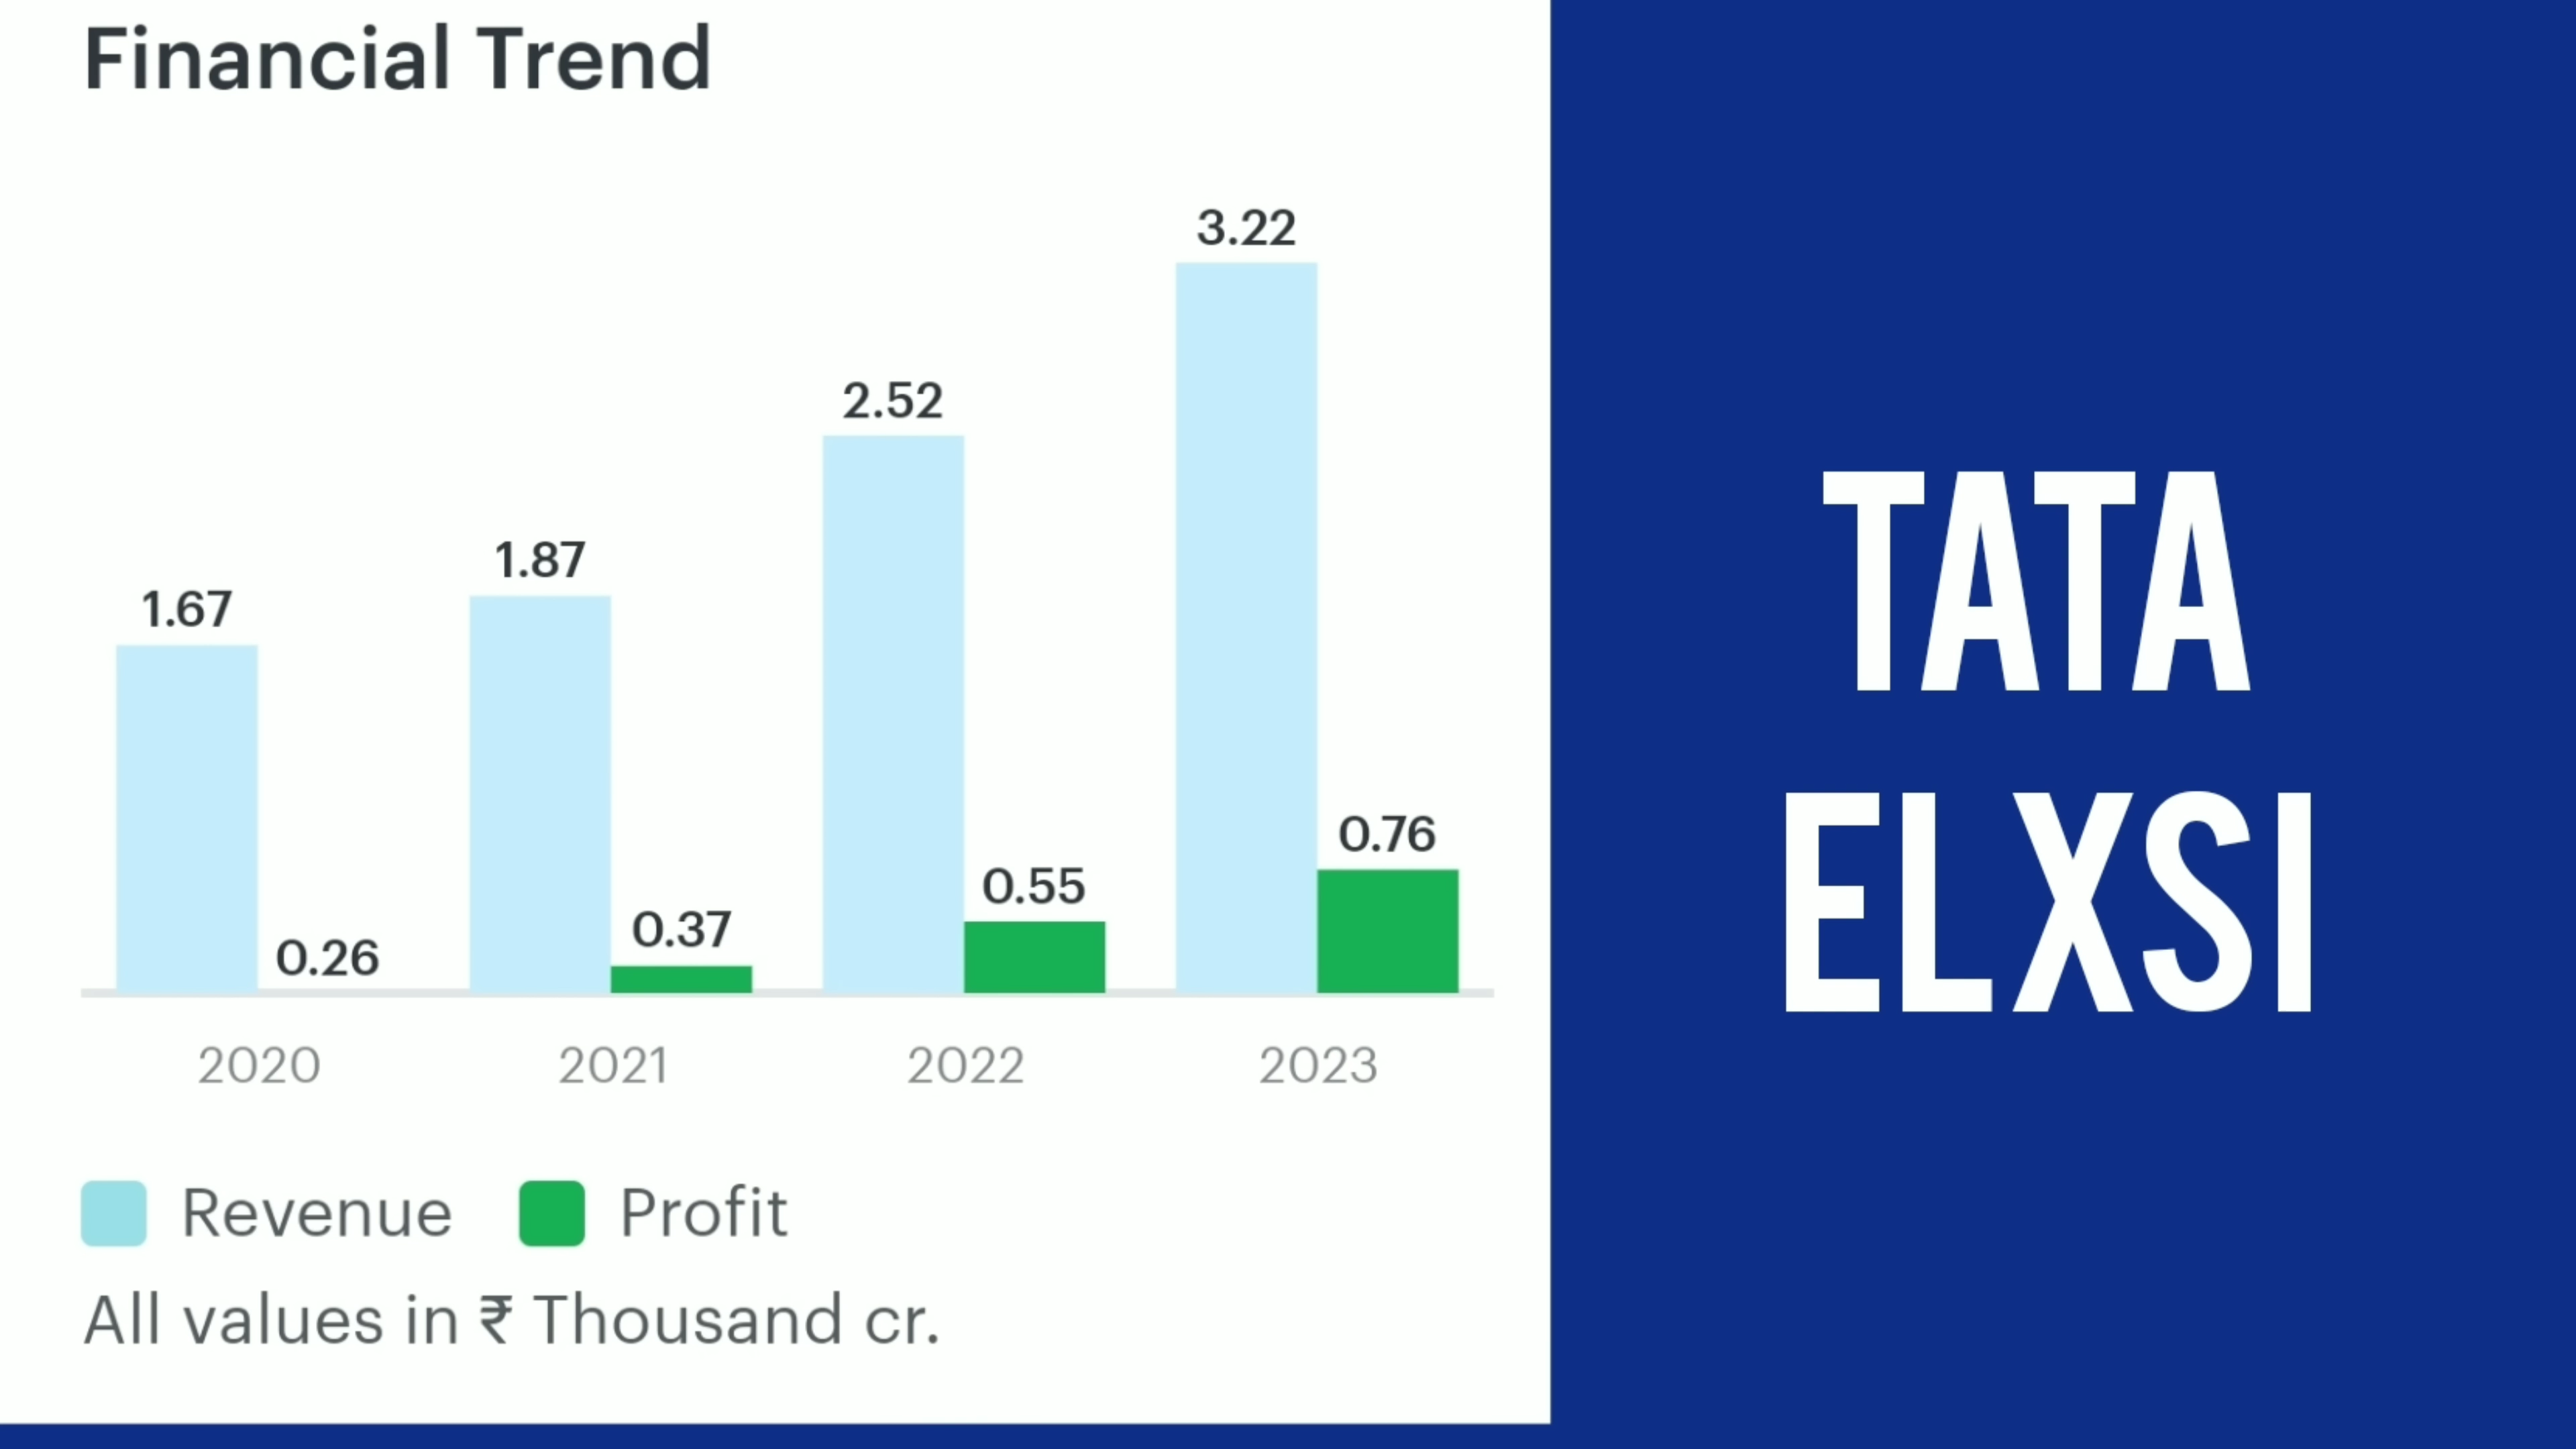 Financial Trend
3.22
2.52
1.87
1.67
0.76
0.55
0.37
0.26
2020 2021 2022 2023
Revenue Profit
All values in ₹ Thousand cr.
TATA
ELXSI